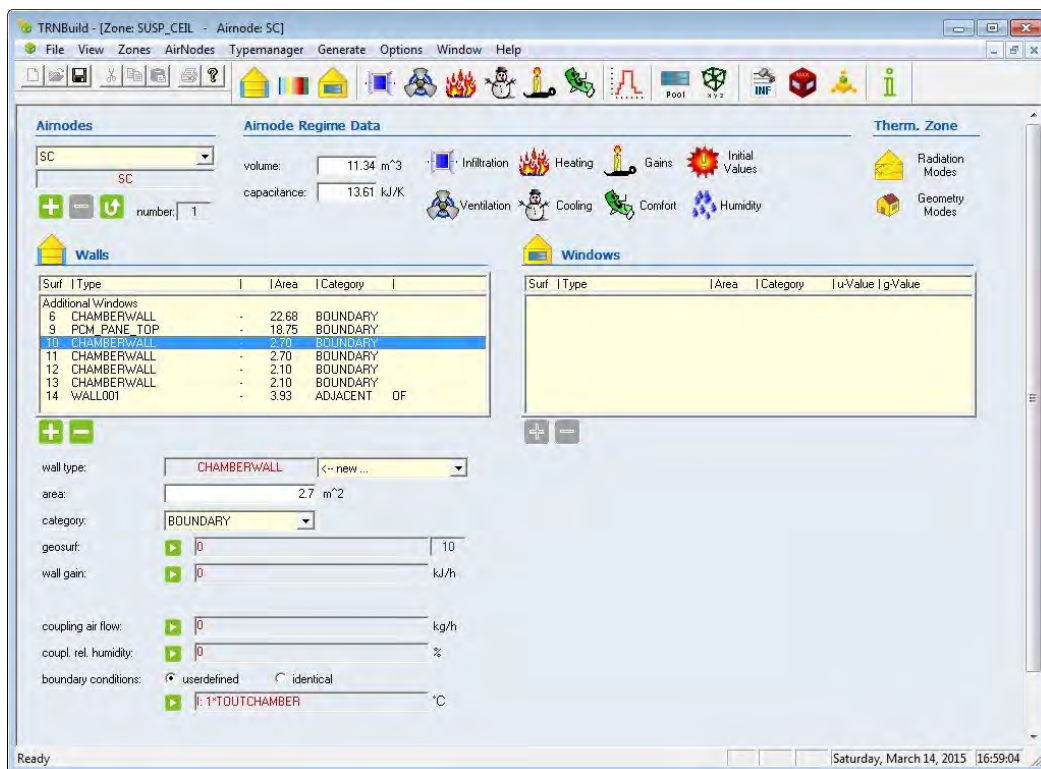 TRNBuild - [Zone: SUSP_CEIL - Airnode: SC]
File View Zones AirNodes Typemanager Generate Options Window Help
Pool
xyz
INF
Airnodes
Airnode Regime Data
Therm. Zone
SC
SC
number: 1
volume: 11.34 m^3
capacitance: 13.61 kJ/K
Infiltration Heating Gains Initial Values
Ventilation Cooling Comfort Humidity
Radiation Modes
Geometry Modes
Walls
Surf | Type | | Area | Category |
Additional Windows
6 CHAMBERWALL - 22.68 BOUNDARY
9 PCM_PANE_TOP - 18.75 BOUNDARY
10 CHAMBERWALL - 2.70 BOUNDARY
11 CHAMBERWALL - 2.70 BOUNDARY
12 CHAMBERWALL - 2.10 BOUNDARY
13 CHAMBERWALL - 2.10 BOUNDARY
14 WALL001 - 3.93 ADJACENT OF
Windows
Surf | Type | Area | Category | u-Value | g-Value
wall type: CHAMBERWALL <-- new ...
area: 2.7 m^2
category: BOUNDARY
geosurf: 0 10
wall gain: 0 kJ/h
coupling air flow: 0 kg/h
coupl. rel. humidity: 0 %
boundary conditions: userdefined identical
I: 1*TOUTCHAMBER °C
Ready
Saturday, March 14, 2015 16:59:04